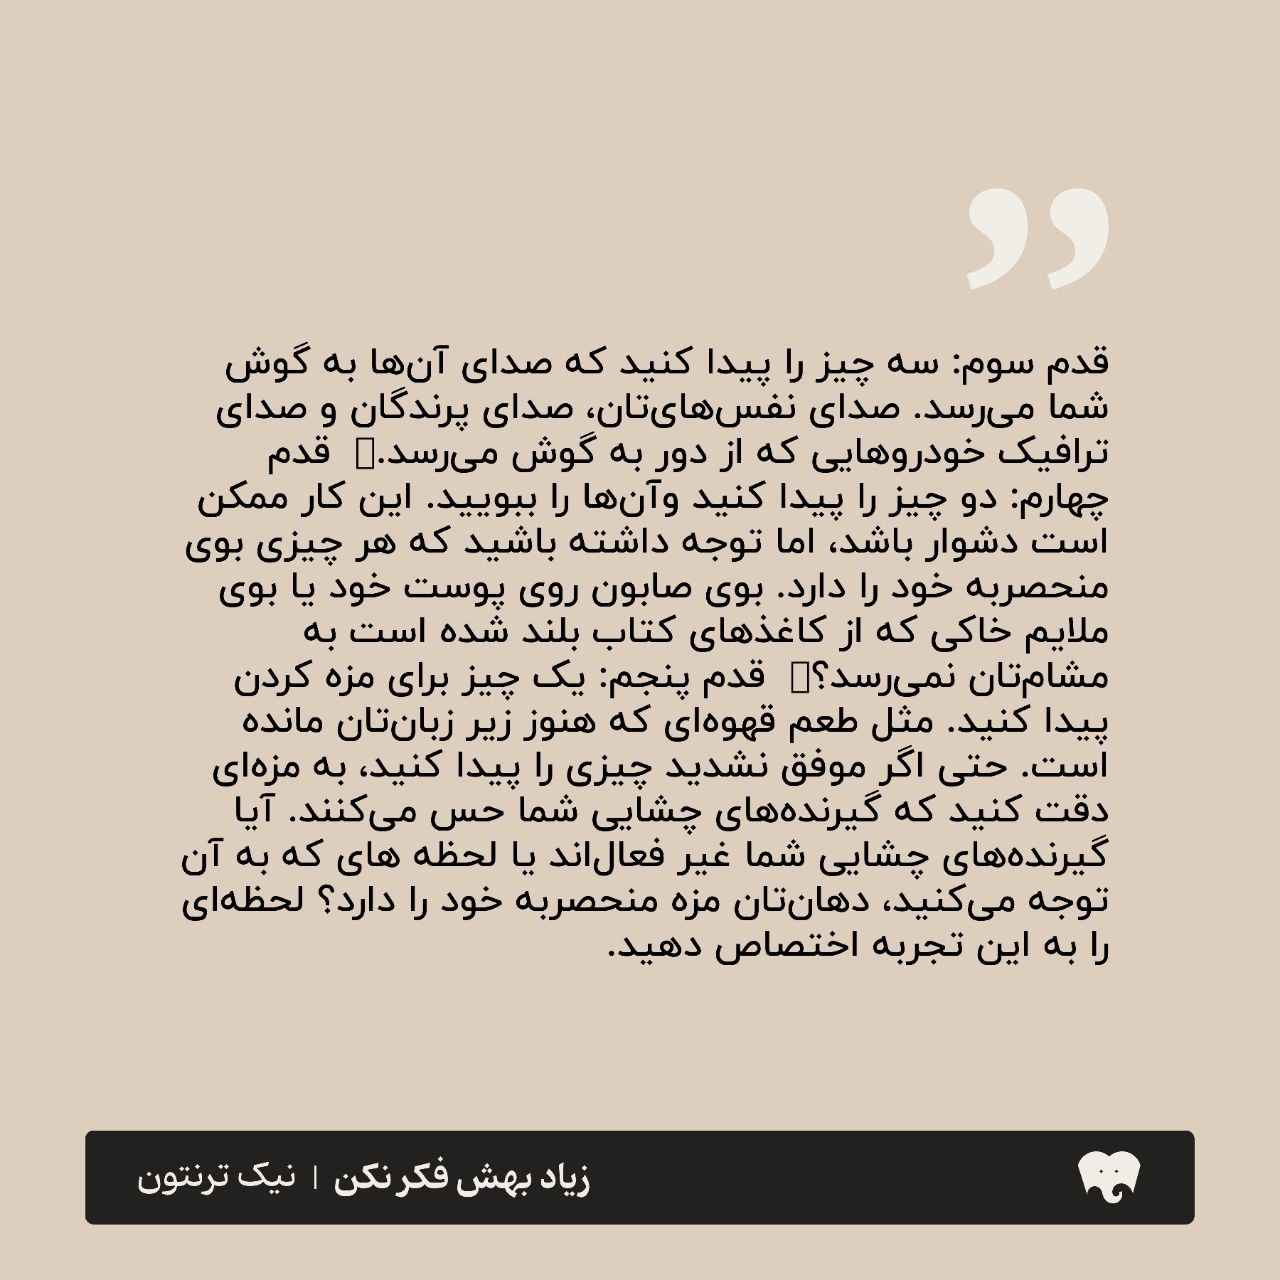 ”
قدم سوم: سه چیز را پیدا کنید که صدای آن‌ها به گوش
شما می‌رسد. صدای نفس‌های‌تان، صدای پرندگان و صدای
ترافیک خودروهایی که از دور به گوش می‌رسد.▯ قدم
چهارم: دو چیز را پیدا کنید وآن‌ها را ببویید. این کار ممکن
است دشوار باشد، اما توجه داشته باشید که هر چیزی بوی
منحصربه خود را دارد. بوی صابون روی پوست خود یا بوی
ملایم خاکی که از کاغذهای کتاب بلند شده است به
مشام‌تان نمی‌رسد؟▯ قدم پنجم: یک چیز برای مزه کردن
پیدا کنید. مثل طعم قهوه‌ای که هنوز زیر زبان‌تان مانده
است. حتی اگر موفق نشدید چیزی را پیدا کنید، به مزه‌ای
دقت کنید که گیرنده‌های چشایی شما حس می‌کنند. آیا
گیرنده‌های چشایی شما غیر فعال‌اند یا لحظه های که به آن
توجه می‌کنید، دهان‌تان مزه منحصربه خود را دارد؟ لحظه‌ای
را به این تجربه اختصاص دهید.
زیاد بهش فکر نکن | نیک ترنتون